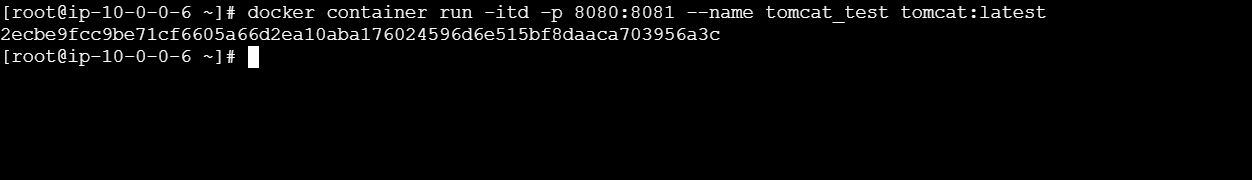 [root@ip-10-0-0-6 ~]# docker container run -itd -p 8080:8081 --name tomcat_test tomcat:latest
2ecbe9fcc9be71cf6605a66d2ea10aba176024596d6e515bf8daaca703956a3c
[root@ip-10-0-0-6 ~]#